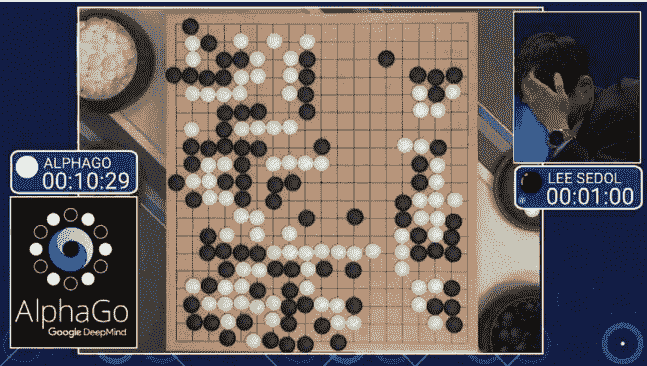 ALPHAGO
00:10:29
LEE SEDOL
00:01:00
AlphaGo
Google DeepMind